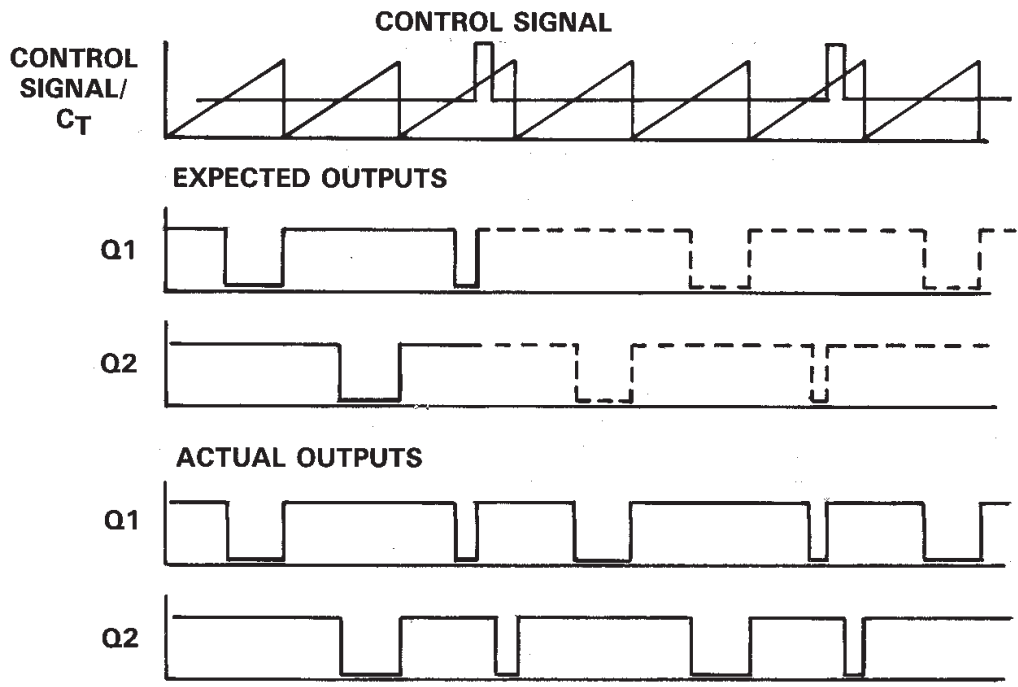 CONTROL SIGNAL
CONTROL
SIGNAL/
CT
EXPECTED OUTPUTS
Q1
Q2
ACTUAL OUTPUTS
Q1
Q2